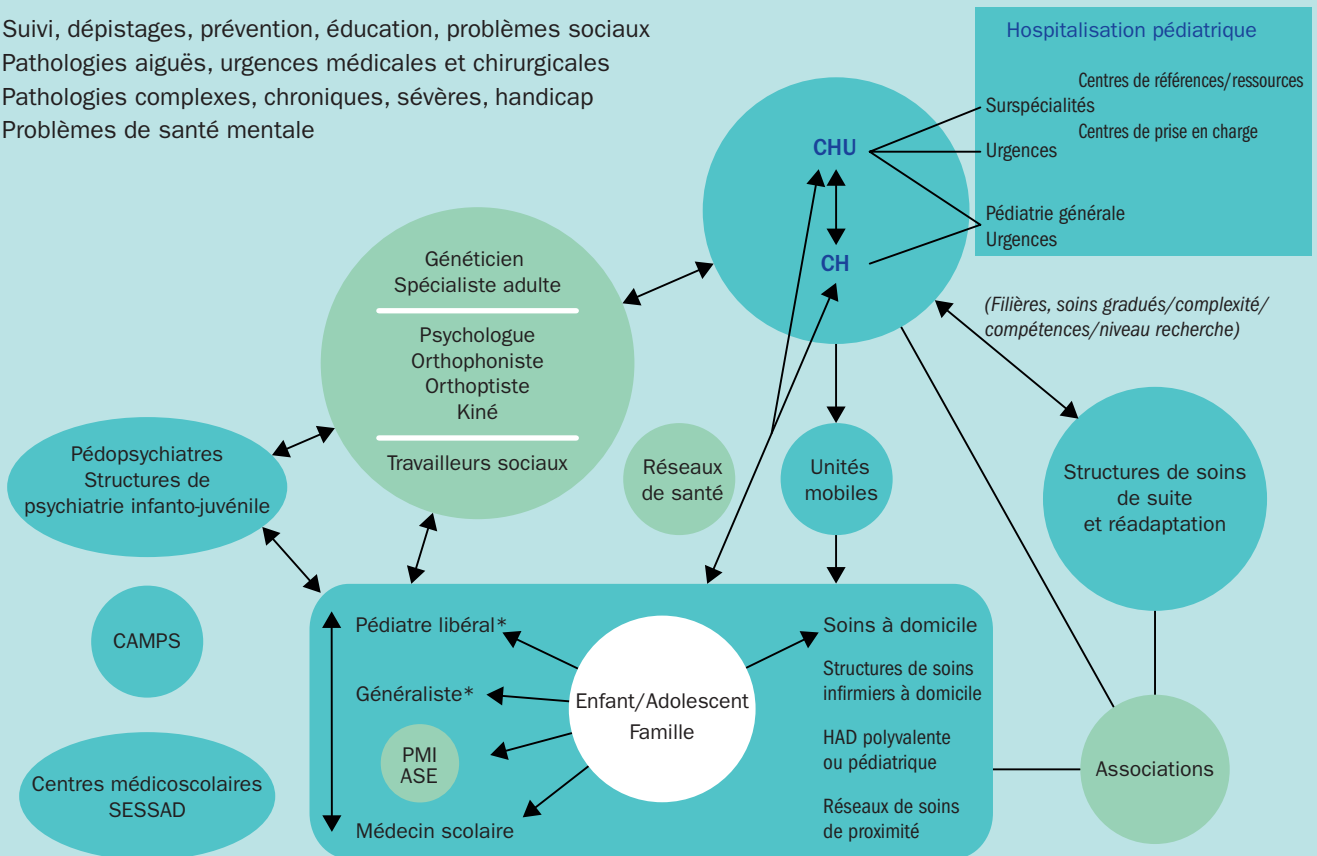 Suivi, dépistages, prévention, éducation, problèmes sociaux
Pathologies aiguës, urgences médicales et chirurgicales
Pathologies complexes, chroniques, sévères, handicap
Problèmes de santé mentale
Hospitalisation pédiatrique
Centres de références/ressources
Surspécialités
Centres de prise en charge
Urgences
Pédiatrie générale
Urgences
CHU
CH
(Filières, soins gradués/complexité/
compétences/niveau recherche)
Généticien
Spécialiste adulte
Psychologue
Orthophoniste
Orthoptiste
Kiné
Travailleurs sociaux
Pédopsychiatres
Structures de
psychiatrie infanto-juvénile
Réseaux
de santé
Unités
mobiles
Structures de soins
de suite
et réadaptation
CAMPS
Centres médicoscolaires
SESSAD
Pédiatre libéral*
Généraliste*
PMI
ASE
Médecin scolaire
Enfant/Adolescent
Famille
Soins à domicile
Structures de soins
infirmiers à domicile
HAD polyvalente
ou pédiatrique
Réseaux de soins
de proximité
Associations